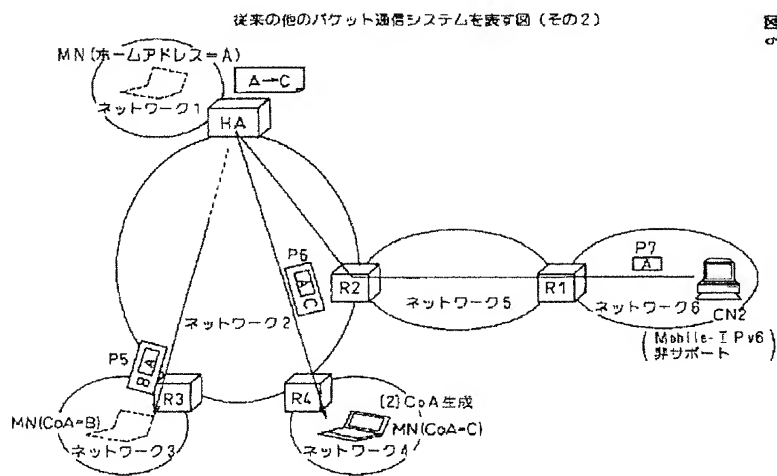 従来の他のパケット通信システムを表す図(その2)
図
9
MN(ホームアドレス=A)
A→C
ネットワーク1
HA
P6
A C
P7
A
R2
R1
ネットワーク5
ネットワーク6
CN2
(Mobile-IPv6
非サポート)
ネットワーク2
P5
B A
R3
R4
[2]CoA生成
MN(CoA=B)
MN(CoA=C)
ネットワーク3
ネットワーク4